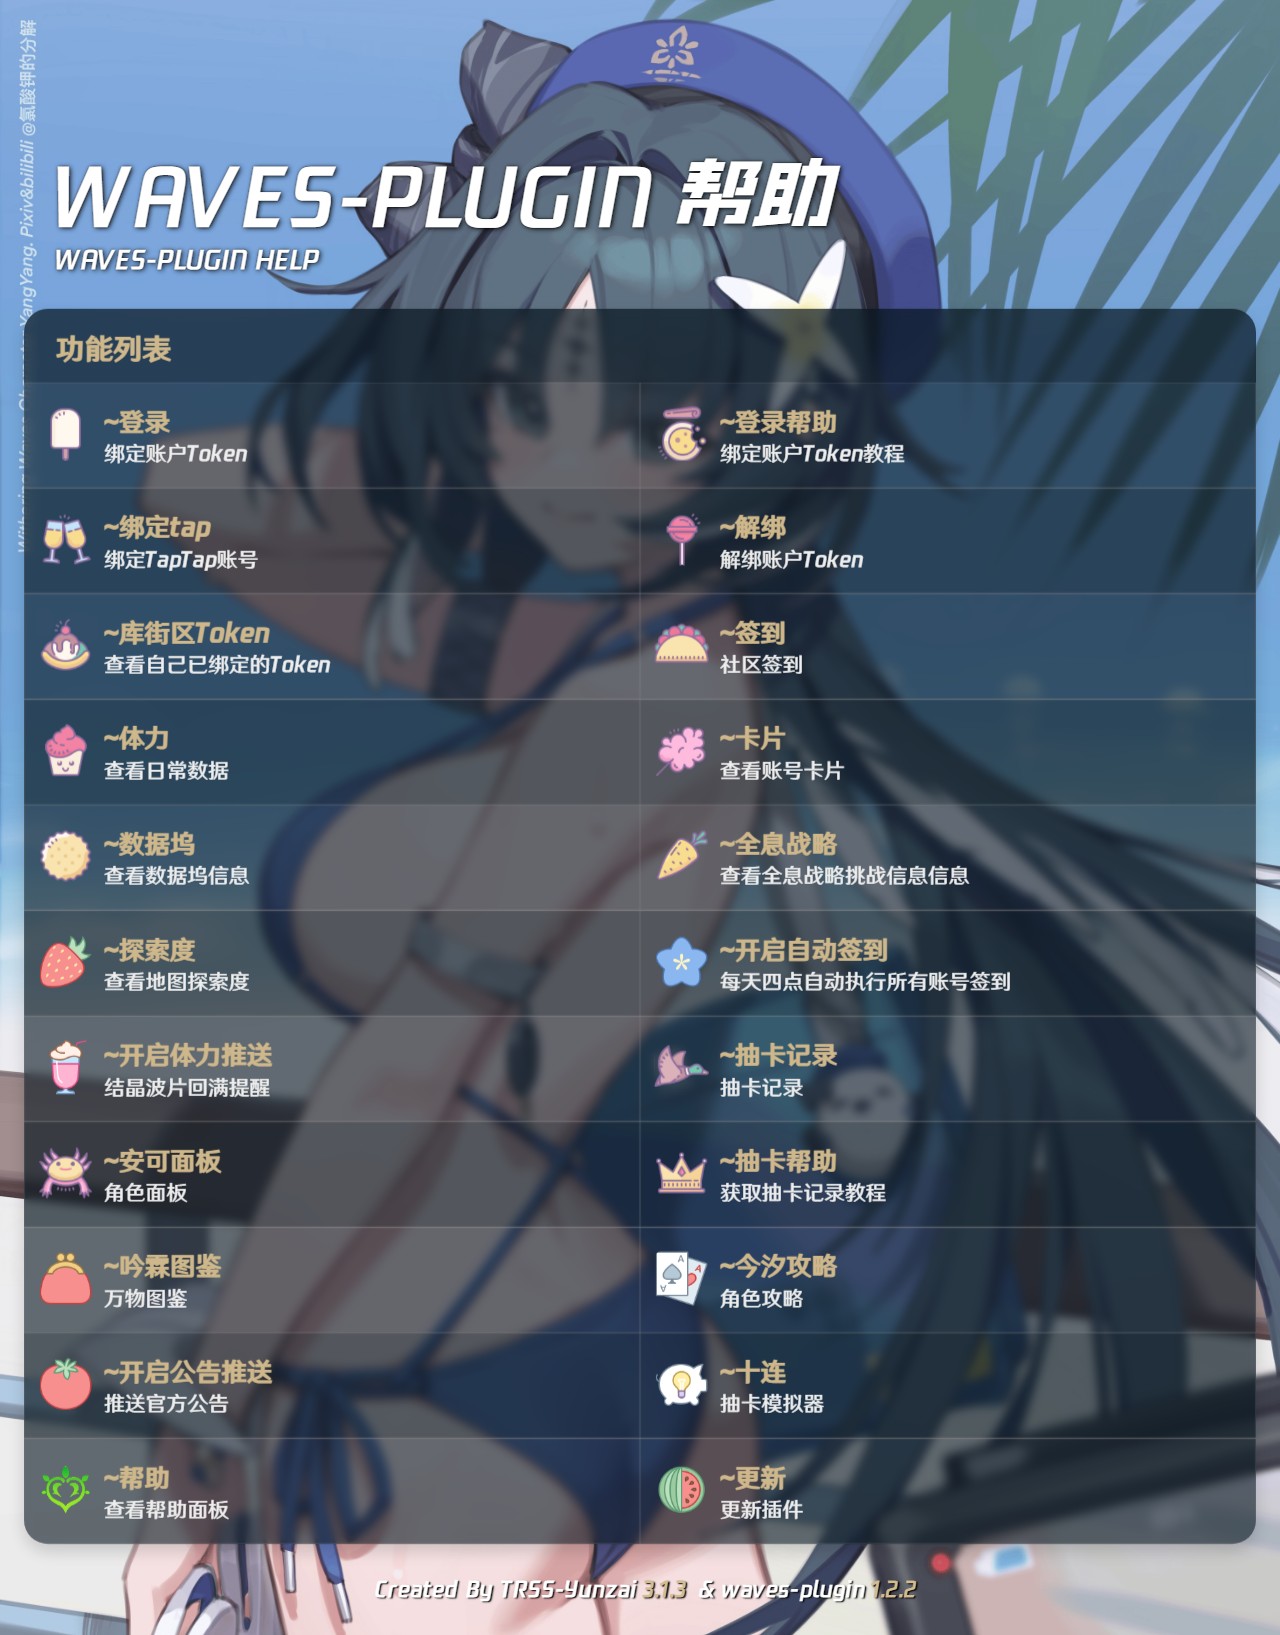 WAVES-PLUGIN 帮助
WAVES-PLUGIN HELP
YangYang. Pixiv&bilibili @氯酸钾的分解
功能列表
~登录
绑定账户Token
~登录帮助
绑定账户Token教程
~绑定tap
绑定TapTap账号
~解绑
解绑账户Token
~库街区Token
查看自己已绑定的Token
~签到
社区签到
~体力
查看日常数据
~卡片
查看账号卡片
~数据坞
查看数据坞信息
~全息战略
查看全息战略挑战信息信息
~探索度
查看地图探索度
~开启自动签到
每天四点自动执行所有账号签到
~开启体力推送
结晶波片回满提醒
~抽卡记录
抽卡记录
~安可面板
角色面板
~抽卡帮助
获取抽卡记录教程
~吟霖图鉴
万物图鉴
~今汐攻略
角色攻略
~开启公告推送
推送官方公告
~十连
抽卡模拟器
~帮助
查看帮助面板
~更新
更新插件
Created By TRSS-Yunzai 3.1.3 & waves-plugin 1.2.2